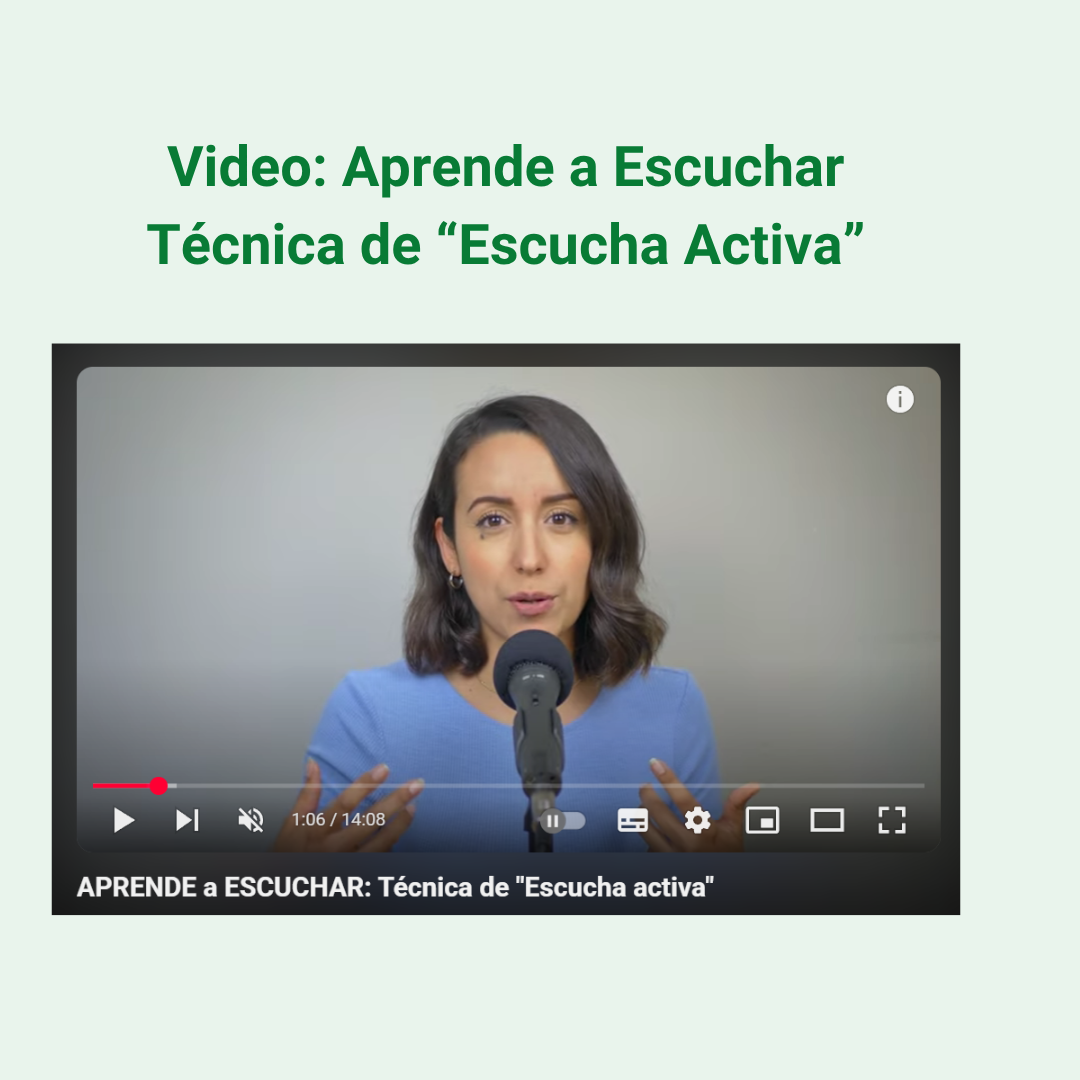 Video: Aprende a Escuchar
Técnica de “Escucha Activa”
1:06 / 14:08
APRENDE a ESCUCHAR: Técnica de "Escucha activa"